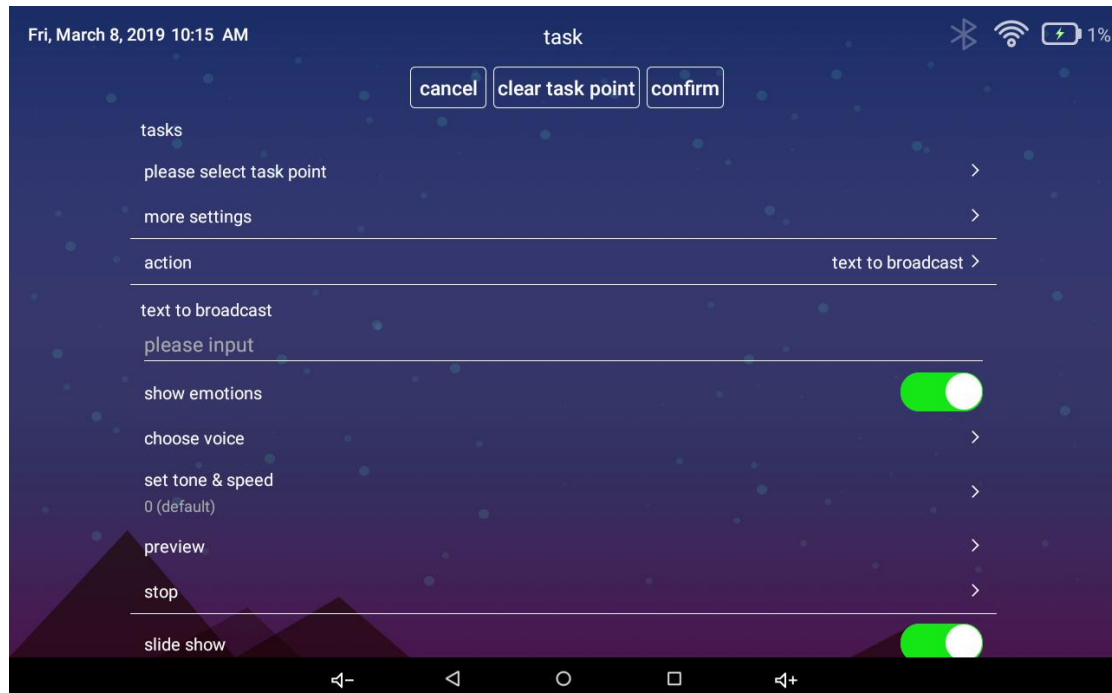 Fri, March 8, 2019 10:15 AM
task
1%
cancel
clear task point
confirm
tasks
please select task point
more settings
action
text to broadcast
text to broadcast
please input
show emotions
choose voice
set tone & speed
0 (default)
preview
stop
slide show